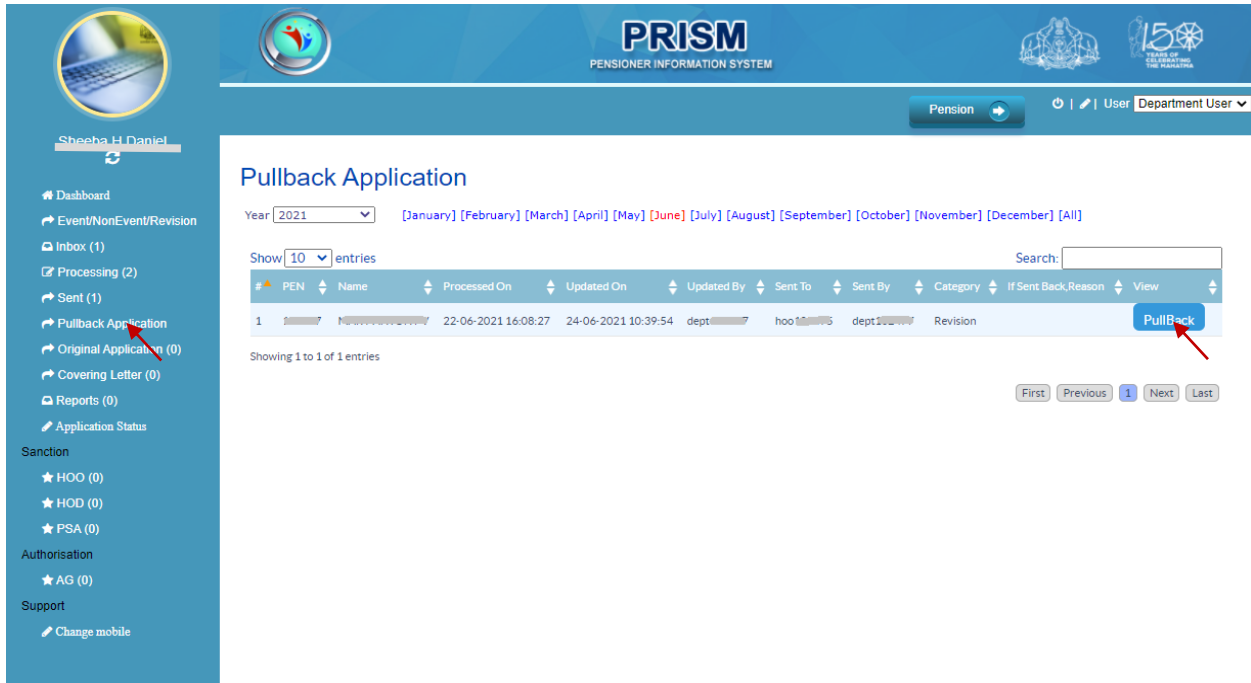 PRISM
PENSIONER INFORMATION SYSTEM
150
YEARS OF
CELEBRATING
THE MAHATMA
Pension
| | User Department User
Dashboard
Event/NonEvent/Revision
Inbox (1)
Processing (2)
Sent (1)
Pullback Application
Original Application (0)
Covering Letter (0)
Reports (0)
Application Status
Sanction
HOO (0)
HOD (0)
PSA (0)
Authorisation
AG (0)
Support
Change mobile
Pullback Application
Year 2021 [January] [February] [March] [April] [May] [June] [July] [August] [September] [October] [November] [December] [All]
Show 10 entries Search:
# PEN Name Processed On Updated On Updated By Sent To Sent By Category If Sent Back,Reason View
1 22-06-2021 16:08:27 24-06-2021 10:39:54 dept hoo dept Revision PullBack
Showing 1 to 1 of 1 entries
First Previous 1 Next Last